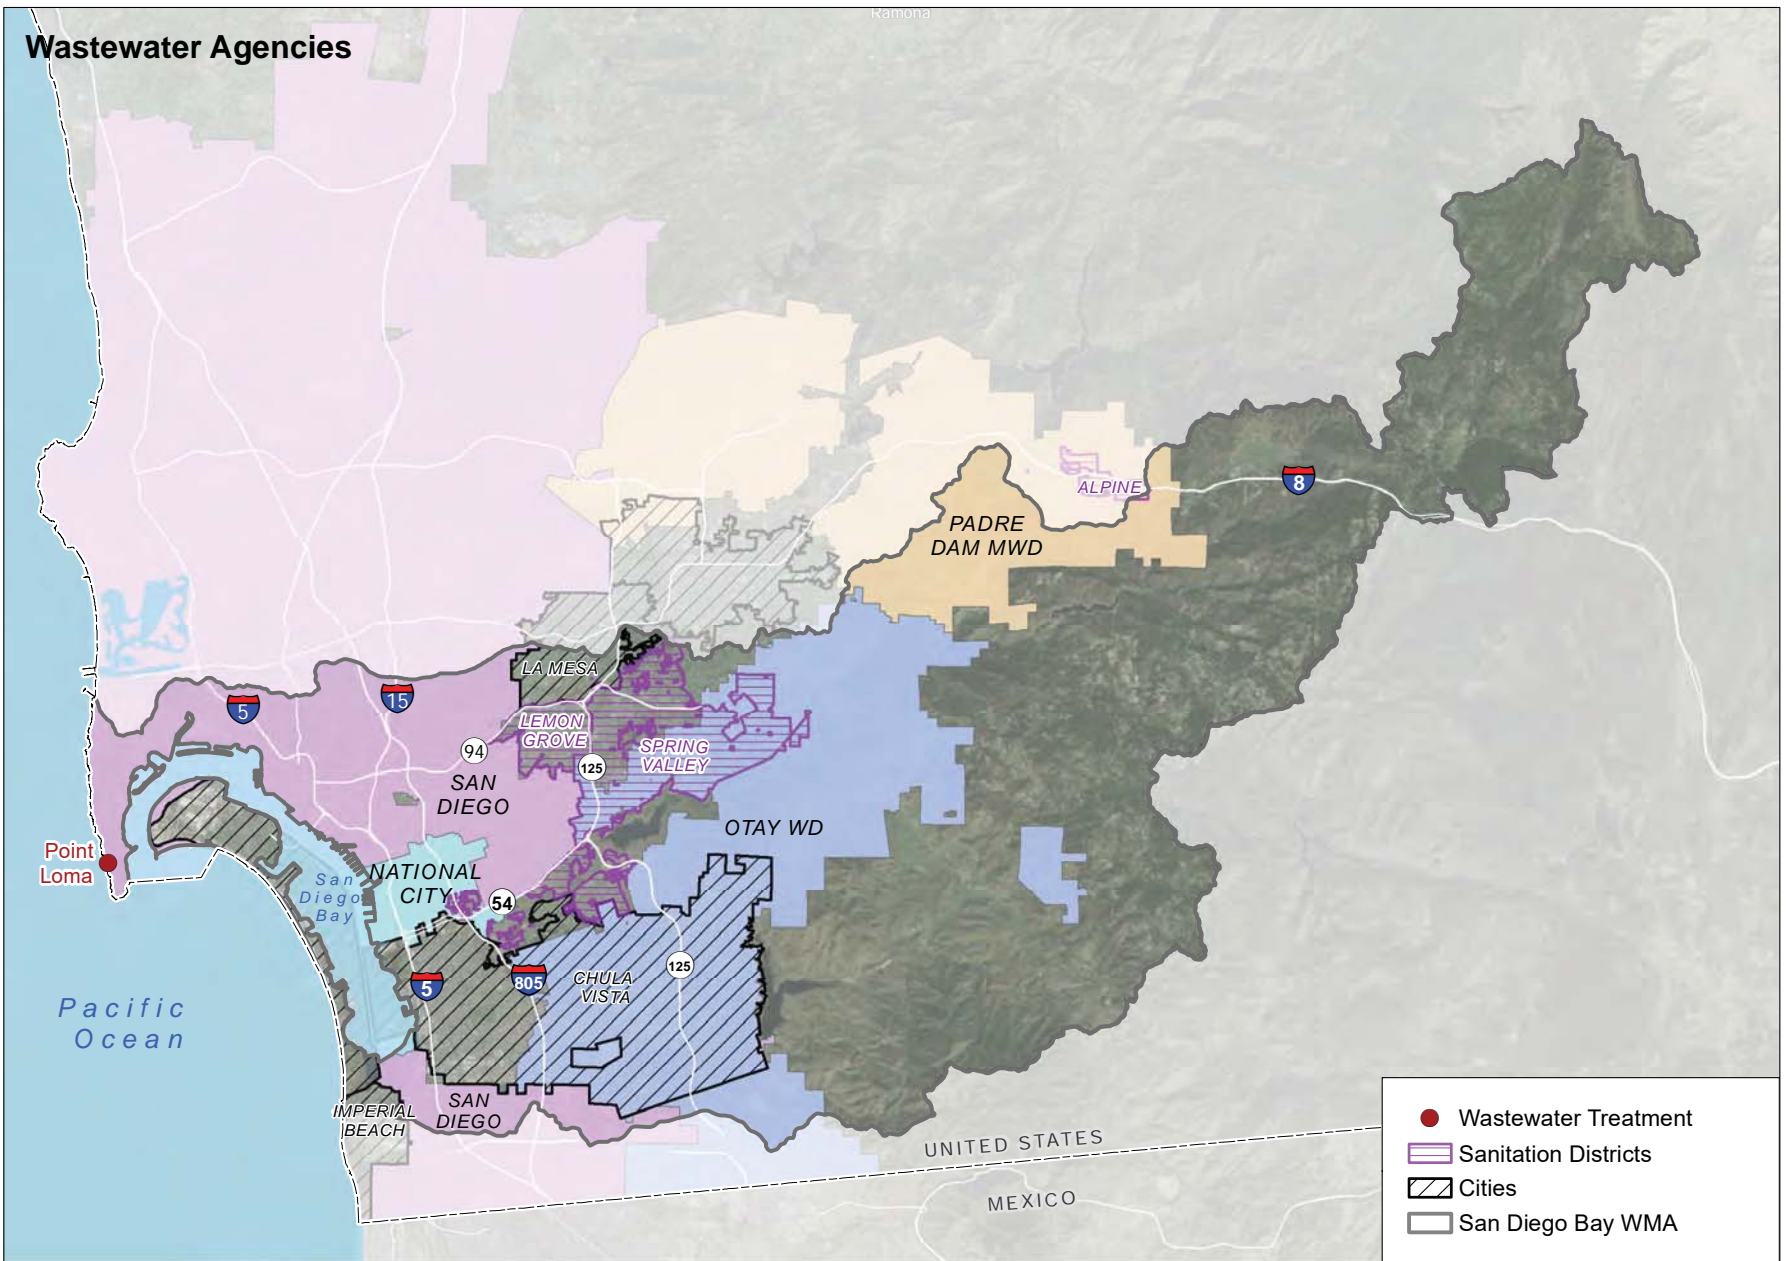 Ramona
Wastewater Agencies
ALPINE
8
PADRE
DAM MWD
LA MESA
5
15
LEMON
GROVE
94
SPRING
VALLEY
125
SAN
DIEGO
OTAY WD
Point
Loma
NATIONAL
CITY
San
Diego
Bay
54
125
CHULA
VISTA
5
805
Pacific
Ocean
IMPERIAL
BEACH
SAN
DIEGO
UNITED STATES
MEXICO
Wastewater Treatment
Sanitation Districts
Cities
San Diego Bay WMA